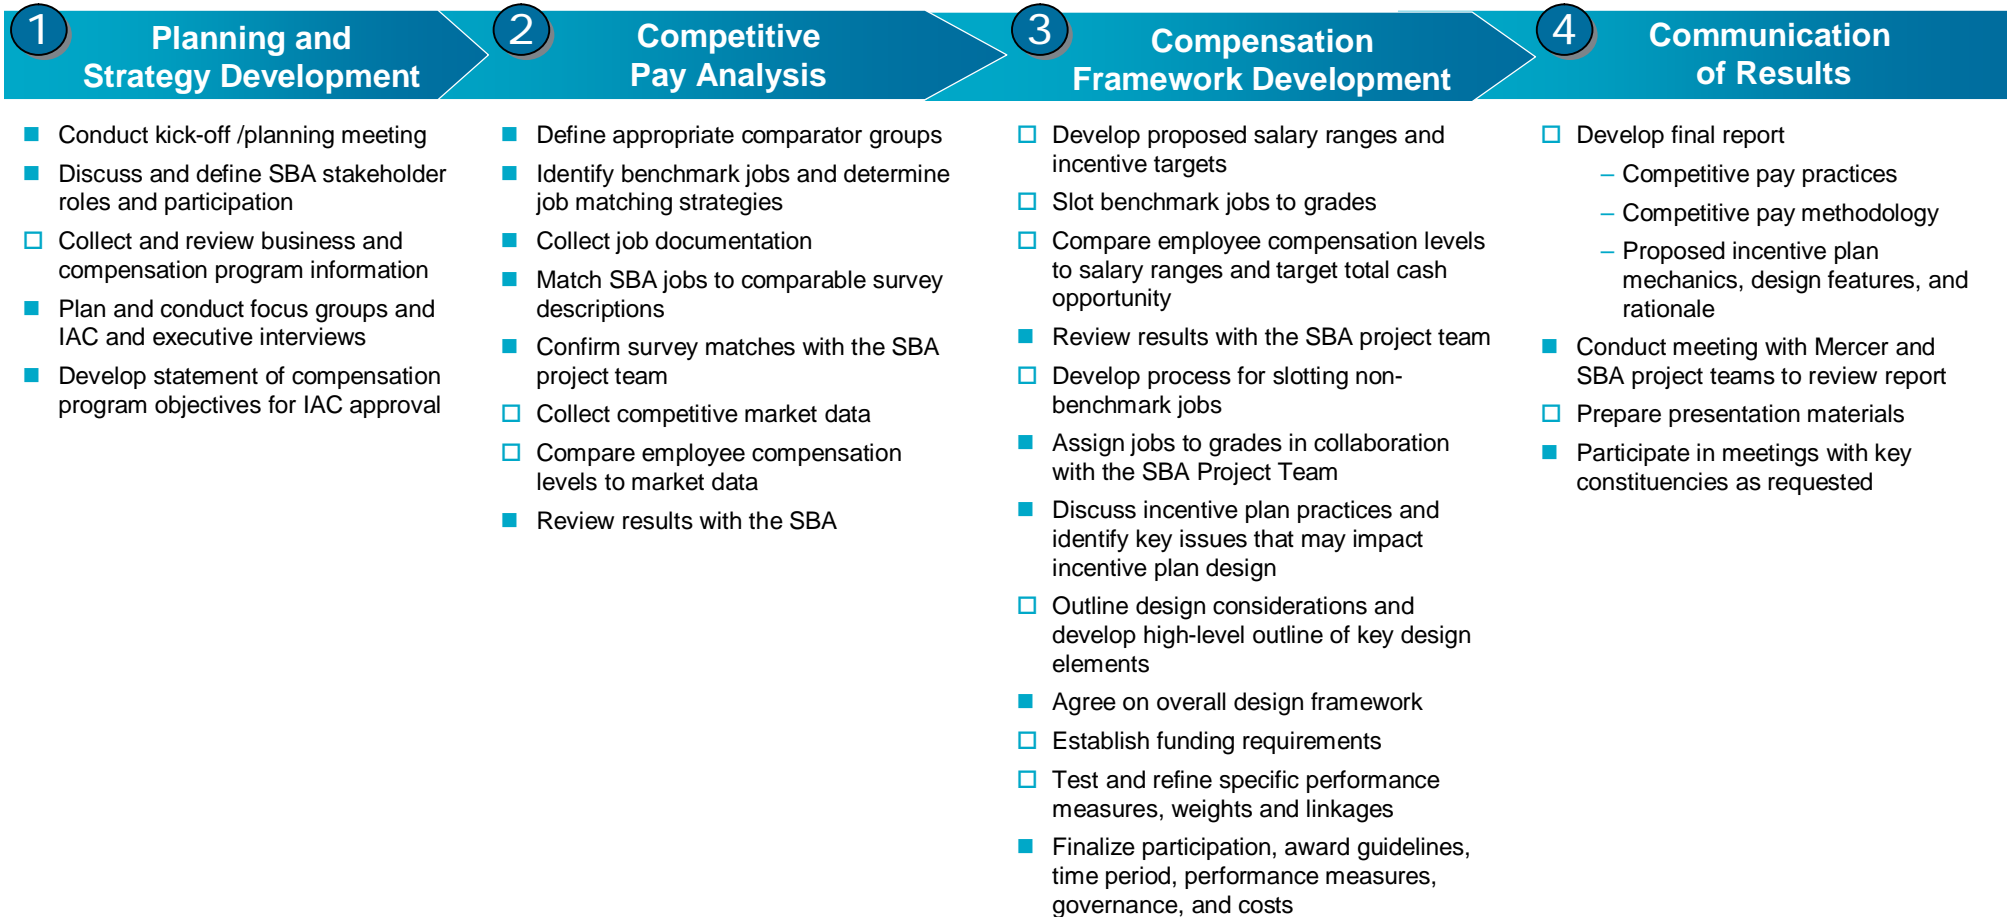 1
Planning and
Strategy Development
■ Conduct kick-off /planning meeting
■ Discuss and define SBA stakeholder
roles and participation
□ Collect and review business and
compensation program information
■ Plan and conduct focus groups and
IAC and executive interviews
■ Develop statement of compensation
program objectives for IAC approval
2
Competitive
Pay Analysis
■ Define appropriate comparator groups
■ Identify benchmark jobs and determine
job matching strategies
■ Collect job documentation
■ Match SBA jobs to comparable survey
descriptions
■ Confirm survey matches with the SBA
project team
□ Collect competitive market data
□ Compare employee compensation
levels to market data
■ Review results with the SBA
3
Compensation
Framework Development
□ Develop proposed salary ranges and
incentive targets
□ Slot benchmark jobs to grades
□ Compare employee compensation levels
to salary ranges and target total cash
opportunity
■ Review results with the SBA project team
□ Develop process for slotting non-
benchmark jobs
■ Assign jobs to grades in collaboration
with the SBA Project Team
■ Discuss incentive plan practices and
identify key issues that may impact
incentive plan design
□ Outline design considerations and
develop high-level outline of key design
elements
■ Agree on overall design framework
□ Establish funding requirements
□ Test and refine specific performance
measures, weights and linkages
■ Finalize participation, award guidelines,
time period, performance measures,
governance, and costs
4
Communication
of Results
□ Develop final report
– Competitive pay practices
– Competitive pay methodology
– Proposed incentive plan
mechanics, design features, and
rationale
■ Conduct meeting with Mercer and
SBA project teams to review report
□ Prepare presentation materials
■ Participate in meetings with key
constituencies as requested